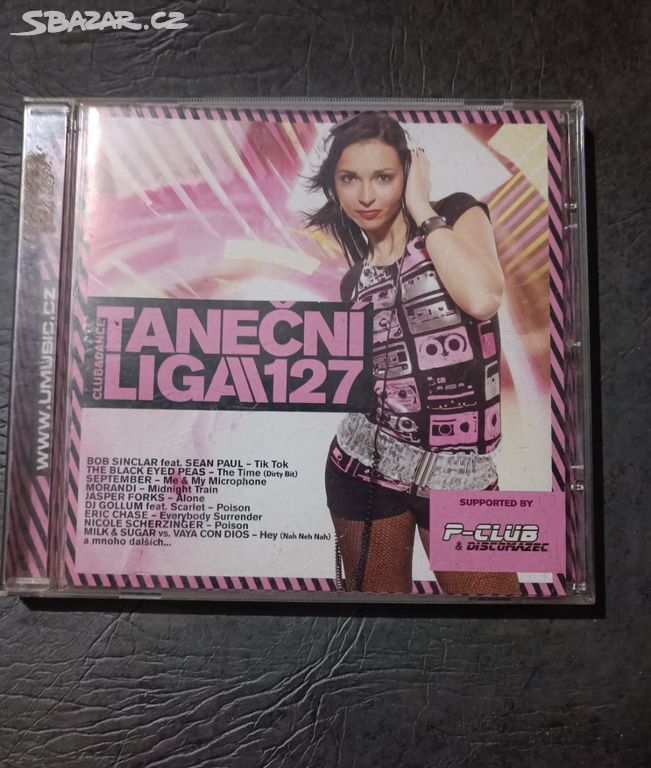 SBAZAR.CZ
WWW.UMUSIC.CZ
CLUB&DANCE
TANEČNÍ
LIGA 127
BOB SINCLAR feat. SEAN PAUL – Tik Tok
THE BLACK EYED PEAS – The Time (Dirty Bit)
SEPTEMBER – Me & My Microphone
MORANDI – Midnight Train
JASPER FORKS – Alone
DJ GOLLUM feat. Scarlet – Poison
ERIC CHASE – Everybody Surrender
NICOLE SCHERZINGER – Poison
MILK & SUGAR vs. VAYA CON DIOS – Hey (Nah Neh Nah)
a mnoho dalších...
SUPPORTED BY
P-CLUB
& DISCOMAZEC